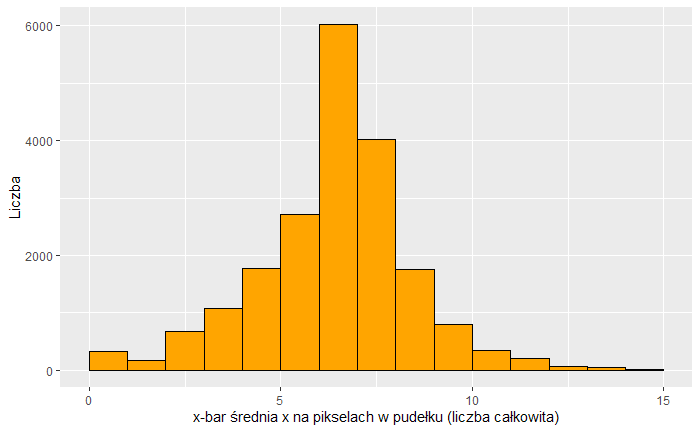 6000
4000
2000
0
Liczba
0 5 10 15
x-bar średnia x na pikselach w pudełku (liczba całkowita)